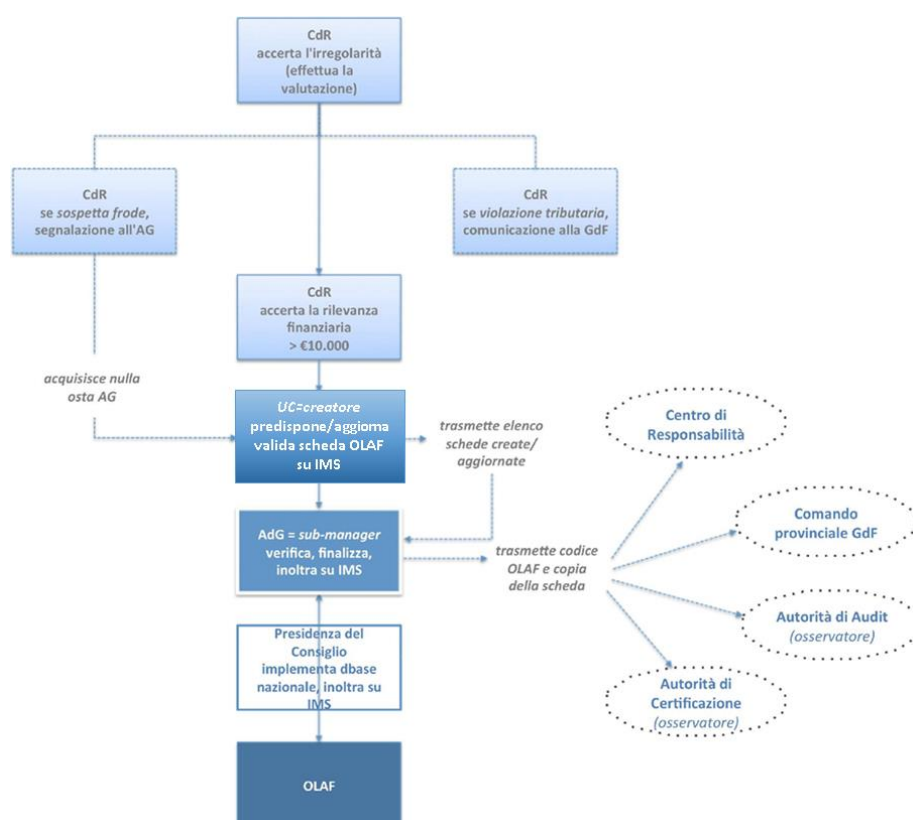 CdR
accerta l'irregolarità
(effettua la
valutazione)
CdR
se sospetta frode,
segnalazione all'AG
CdR
se violazione tributaria,
comunicazione alla GdF
CdR
accerta la rilevanza
finanziaria
> €10.000
acquisisce nulla
osta AG
UC=creatore
predispone/aggiorna
valida scheda OLAF
su IMS
trasmette elenco
schede create/
aggiornate
Centro di
Responsabilità
Comando
provinciale GdF
AdG = sub-manager
verifica, finalizza,
inoltra su IMS
trasmette codice
OLAF e copia
della scheda
Autorità di Audit
(osservatore)
Autorità di
Certificazione
(osservatore)
Presidenza del
Consiglio
implementa dbase
nazionale, inoltra su
IMS
OLAF